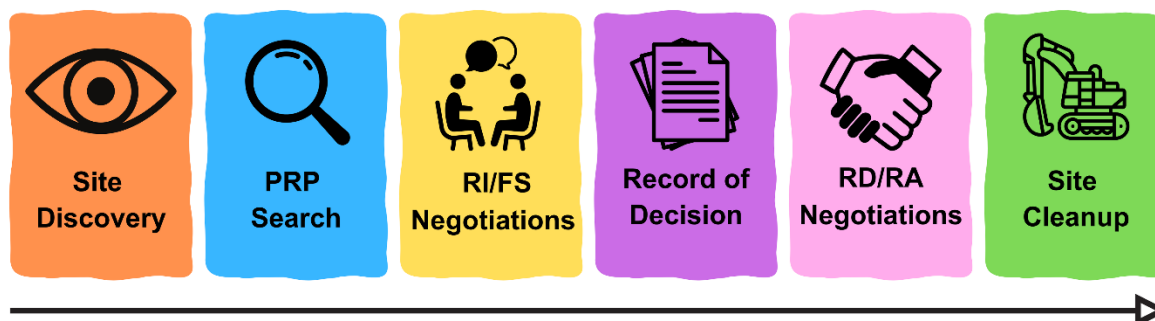 Site
Discovery
PRP
Search
RI/FS
Negotiations
Record of
Decision
RD/RA
Negotiations
Site
Cleanup